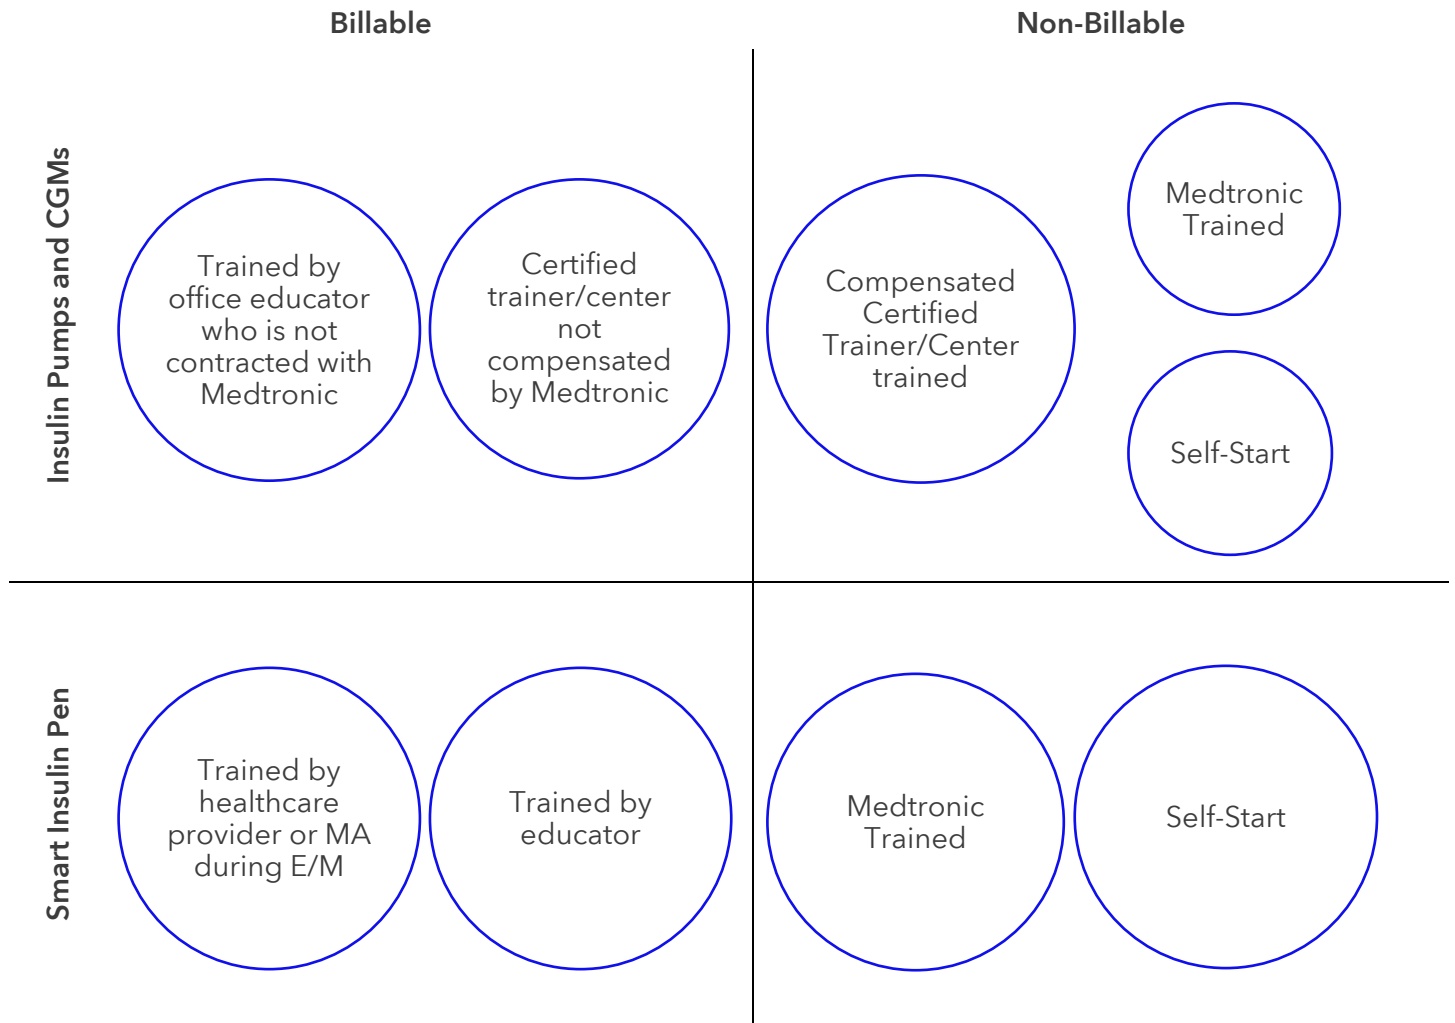 Billable
Non-Billable
Insulin Pumps and CGMs
Trained by
office educator
who is not
contracted with
Medtronic
Certified
trainer/center
not
compensated
by Medtronic
Compensated
Certified
Trainer/Center
trained
Medtronic
Trained
Self-Start
Smart Insulin Pen
Trained by
healthcare
provider or MA
during E/M
Trained by
educator
Medtronic
Trained
Self-Start